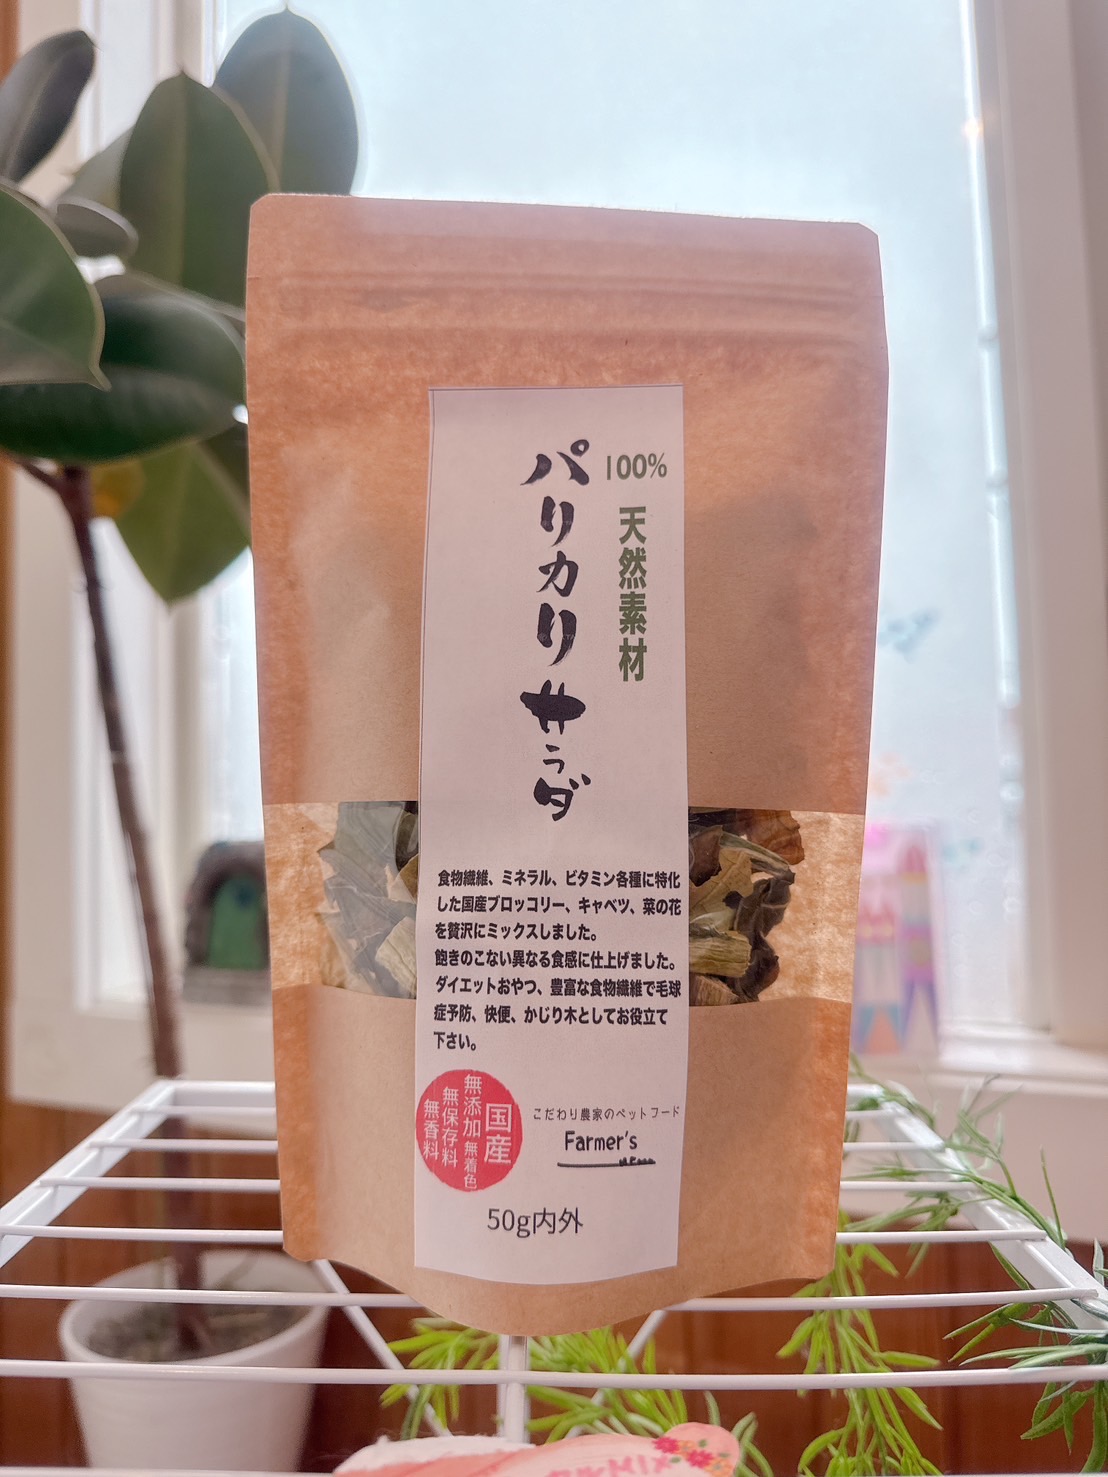 100%
天然素材
パリカリサラダ
食物繊維、ミネラル、ビタミン各種に特化
した国産ブロッコリー、キャベツ、菜の花
を贅沢にミックスしました。
飽きのこない異なる食感に仕上げました。
ダイエットおやつ、豊富な食物繊維で毛球
症予防、快便、かじり木としてお役立て
下さい。
国産
無添加 無着色
無保存料
無香料
こだわり農家のペットフード
Farmer's
50g内外